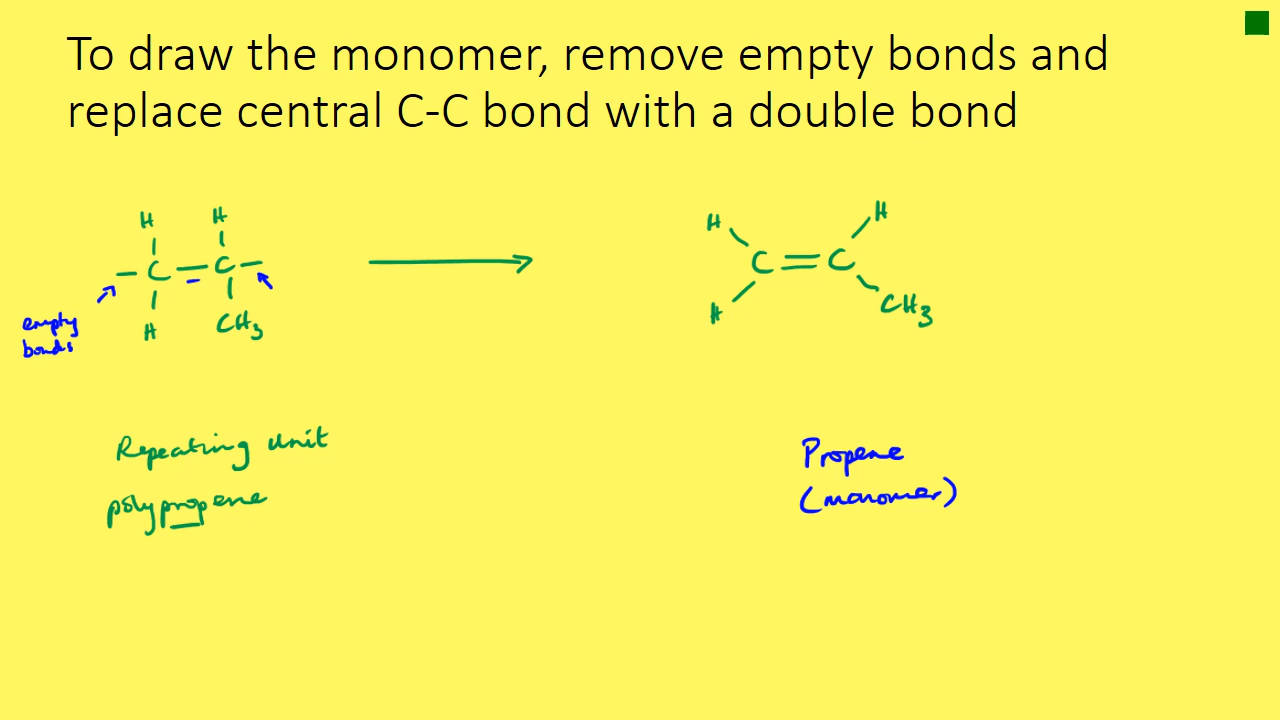 To draw the monomer, remove empty bonds and
replace central C-C bond with a double bond
H H
C C
H CH3
empty
bonds
H H
C C
H CH3
Repeating unit
polypropene
Propene
(monomer)